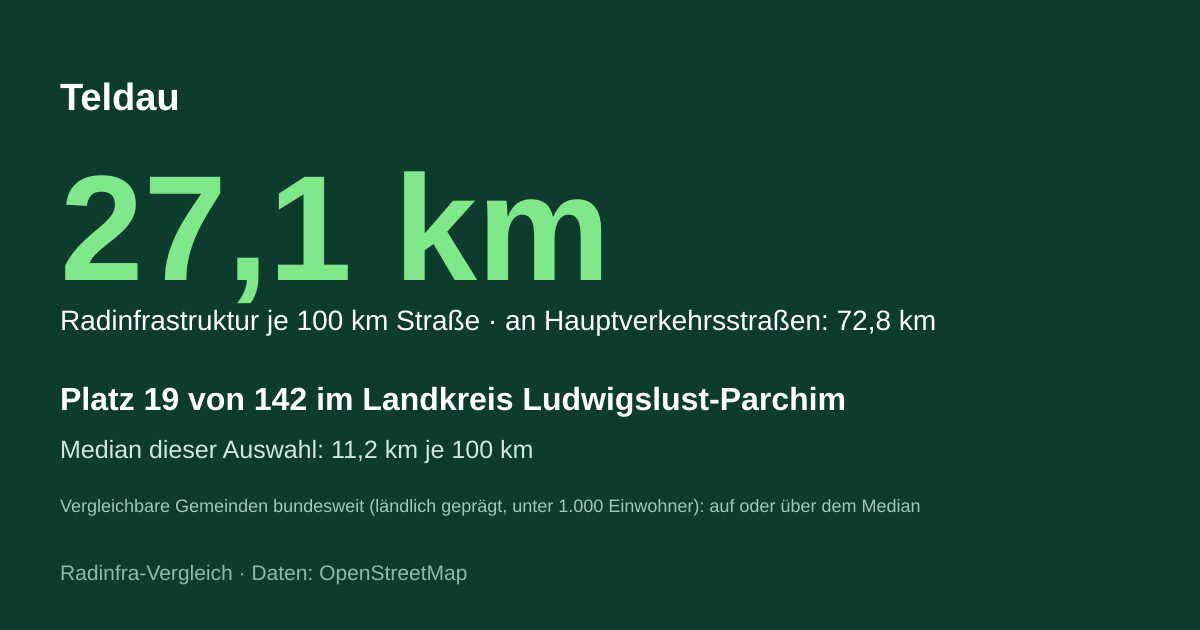 Teldau
27,1 km
Radinfrastruktur je 100 km Straße · an Hauptverkehrsstraßen: 72,8 km
Platz 19 von 142 im Landkreis Ludwigslust-Parchim
Median dieser Auswahl: 11,2 km je 100 km
Vergleichbare Gemeinden bundesweit (ländlich geprägt, unter 1.000 Einwohner): auf oder über dem Median
Radinfra-Vergleich · Daten: OpenStreetMap